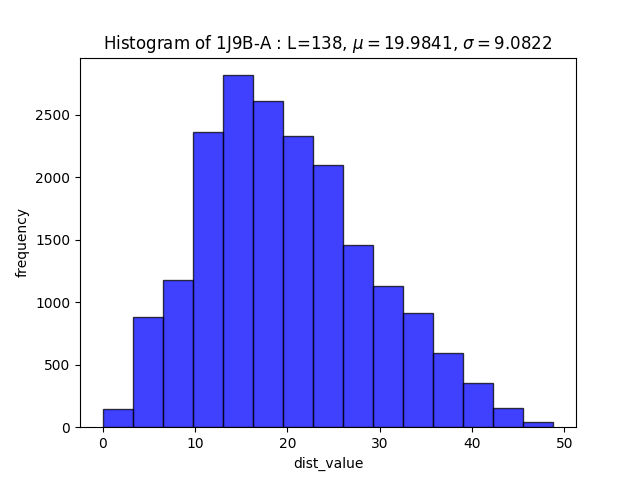 Histogram of 1J9B-A : L=138, μ = 19.9841, σ = 9.0822
frequency
2500
2000
1500
1000
500
0
0 10 20 30 40 50
dist_value